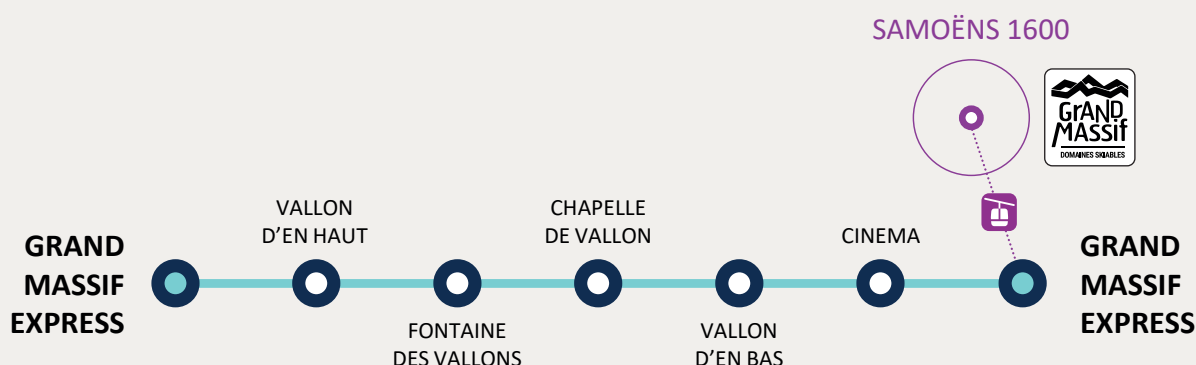 SAMOËNS 1600
GRAND
MASSIF
DOMAINES SKIABLES
GRAND
MASSIF
EXPRESS
VALLON
D'EN HAUT
FONTAINE
DES VALLONS
CHAPELLE
DE VALLON
VALLON
D'EN BAS
CINEMA
GRAND
MASSIF
EXPRESS